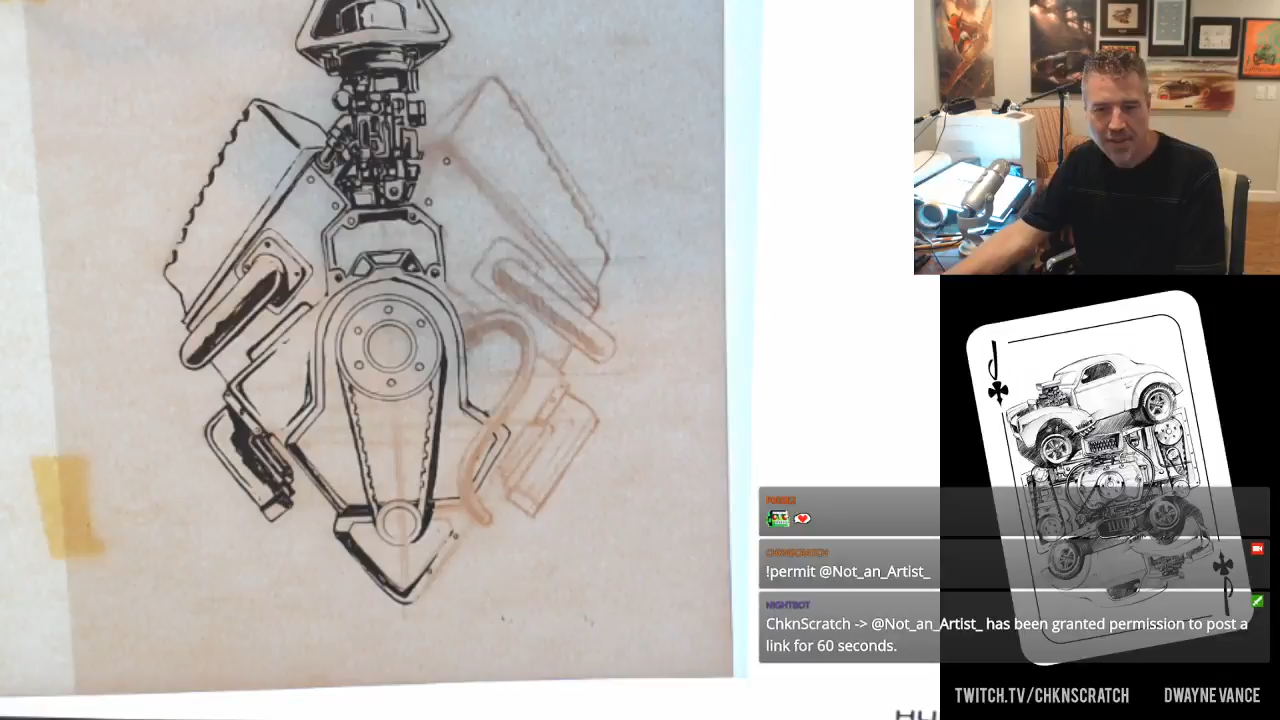 J
!permit @Not_an_Artist_
NIGHTBOT
ChknScratch -> @Not_an_Artist_ has been granted permission to post a
link for 60 seconds.
J
TWITCH.TV/CHKNSCRATCH
DWAYNE VANCE